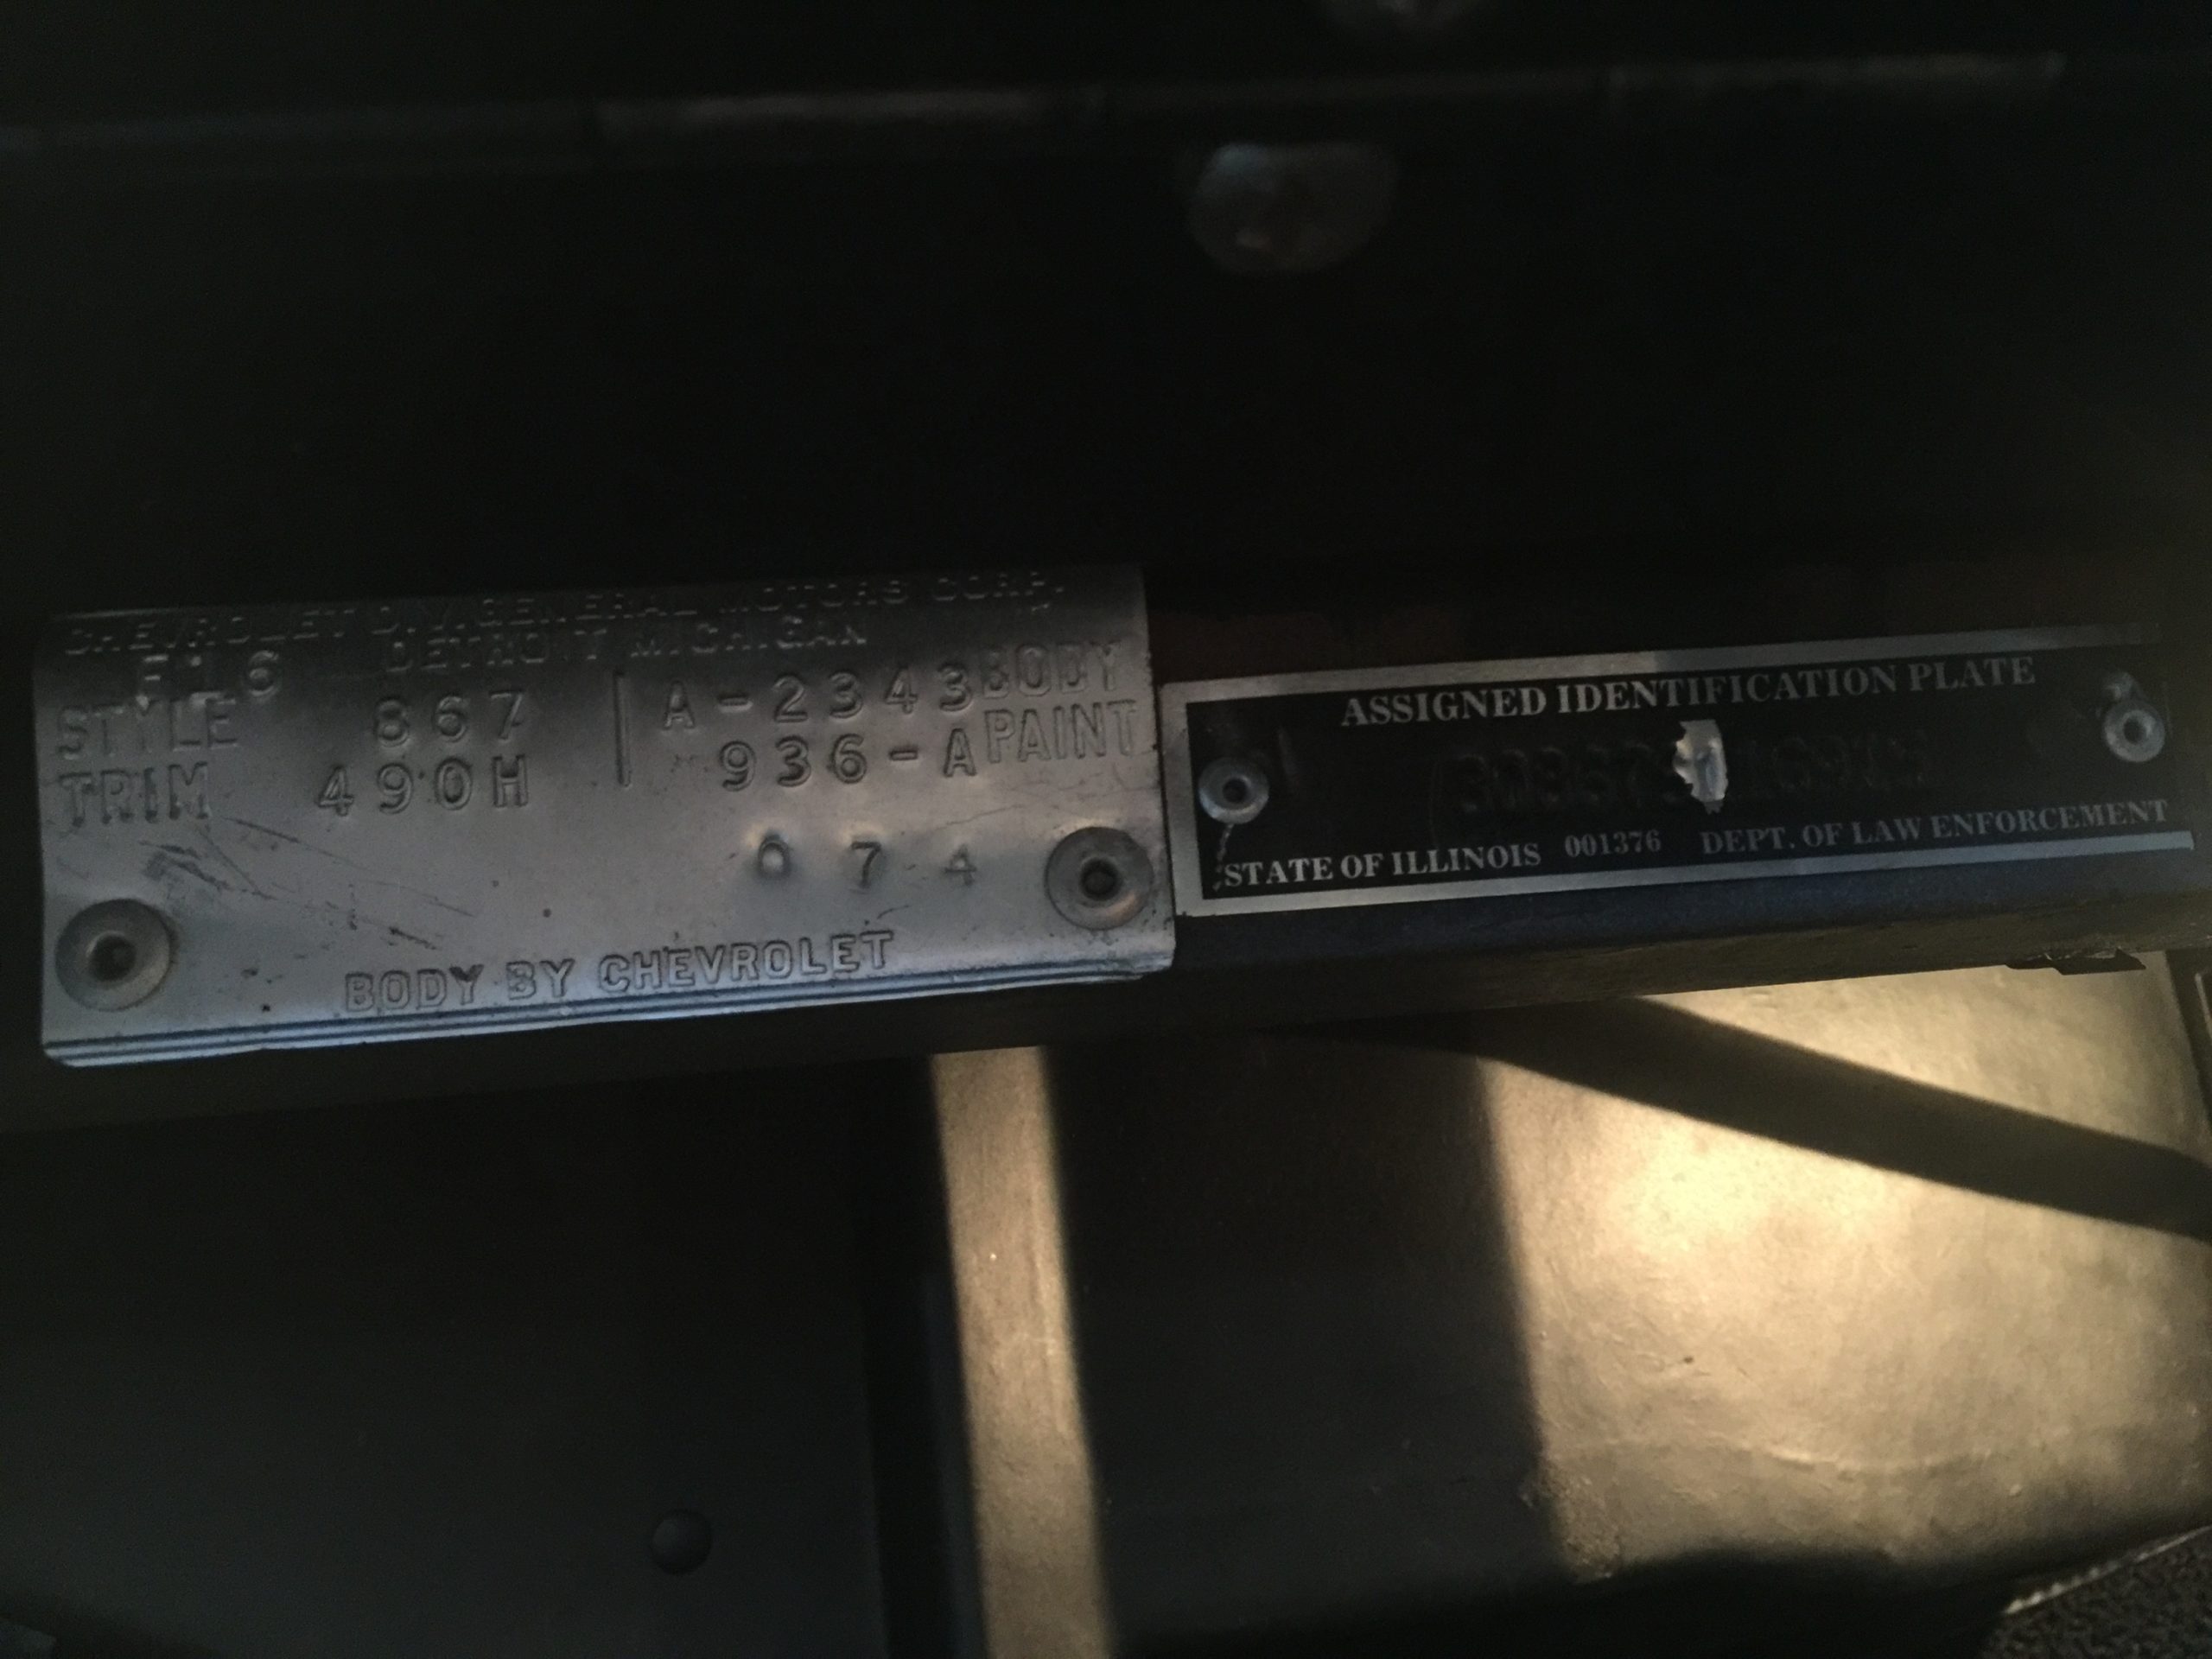 CHEVROLET DIV. GENERAL MOTORS CORP.
DETROIT MICHIGAN
STYLE 867 A-2343 BODY
TRIM 490H 936-A PAINT
074
BODY BY CHEVROLET
ASSIGNED IDENTIFICATION PLATE
STATE OF ILLINOIS 001376 DEPT. OF LAW ENFORCEMENT